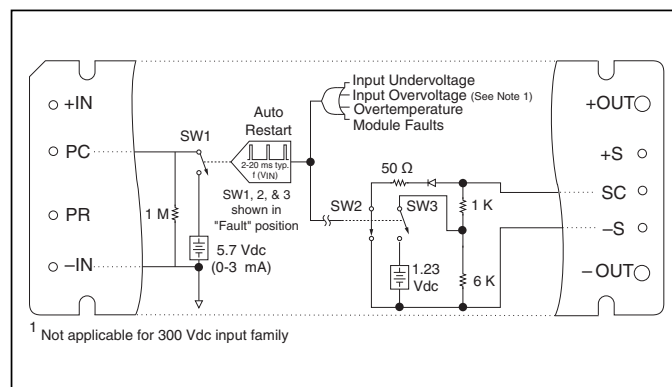 +IN
PC
PR
–IN
1 M
SW1
5.7 Vdc
(0-3 mA)
Auto
Restart
2-20 ms typ.
f (VIN)
SW1, 2, & 3
shown in
"Fault" position
Input Undervoltage
Input Overvoltage (See Note 1)
Overtemperature
Module Faults
50 Ω
SW2
SW3
1 K
1.23
Vdc
6 K
+OUT
+S
SC
–S
–OUT
1 Not applicable for 300 Vdc input family